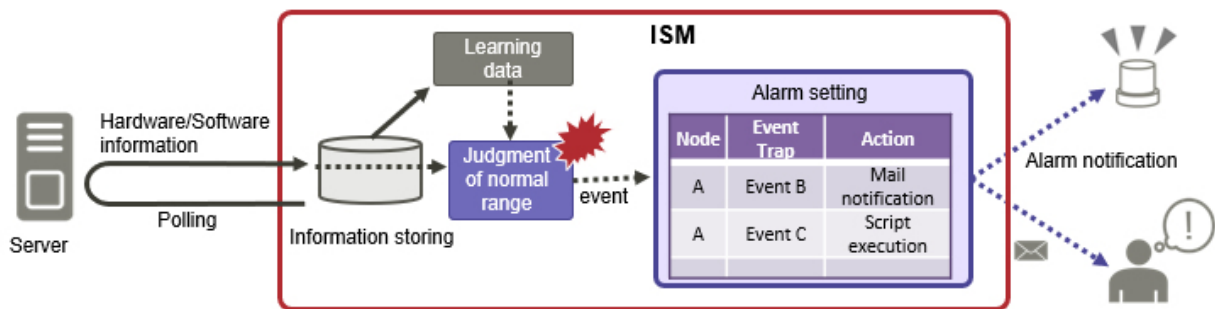 ISM
Learning
data
Alarm setting
Hardware/Software
information
Judgment
of normal
range
Node
Event
Trap
Action
Alarm notification
A
Event B
Mail
notification
event
Polling
A
Event C
Script
execution
Information storing
Server
!